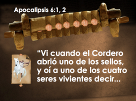 Apocalipsis 6:1, 2
“Vi cuando el Cordero
abrió uno de los sellos,
y oí a uno de los cuatro
seres vivientes decir...